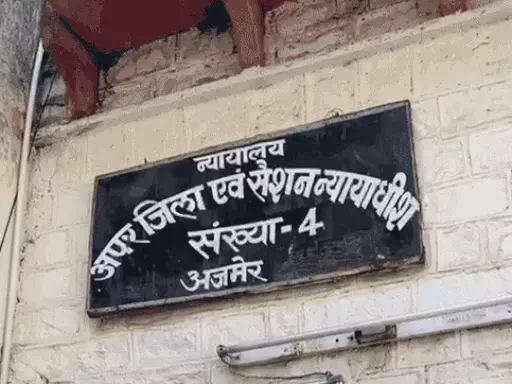 न्यायालय
अपर जिला एवं सैशन न्यायाधीश
संख्या-4
अजमेर